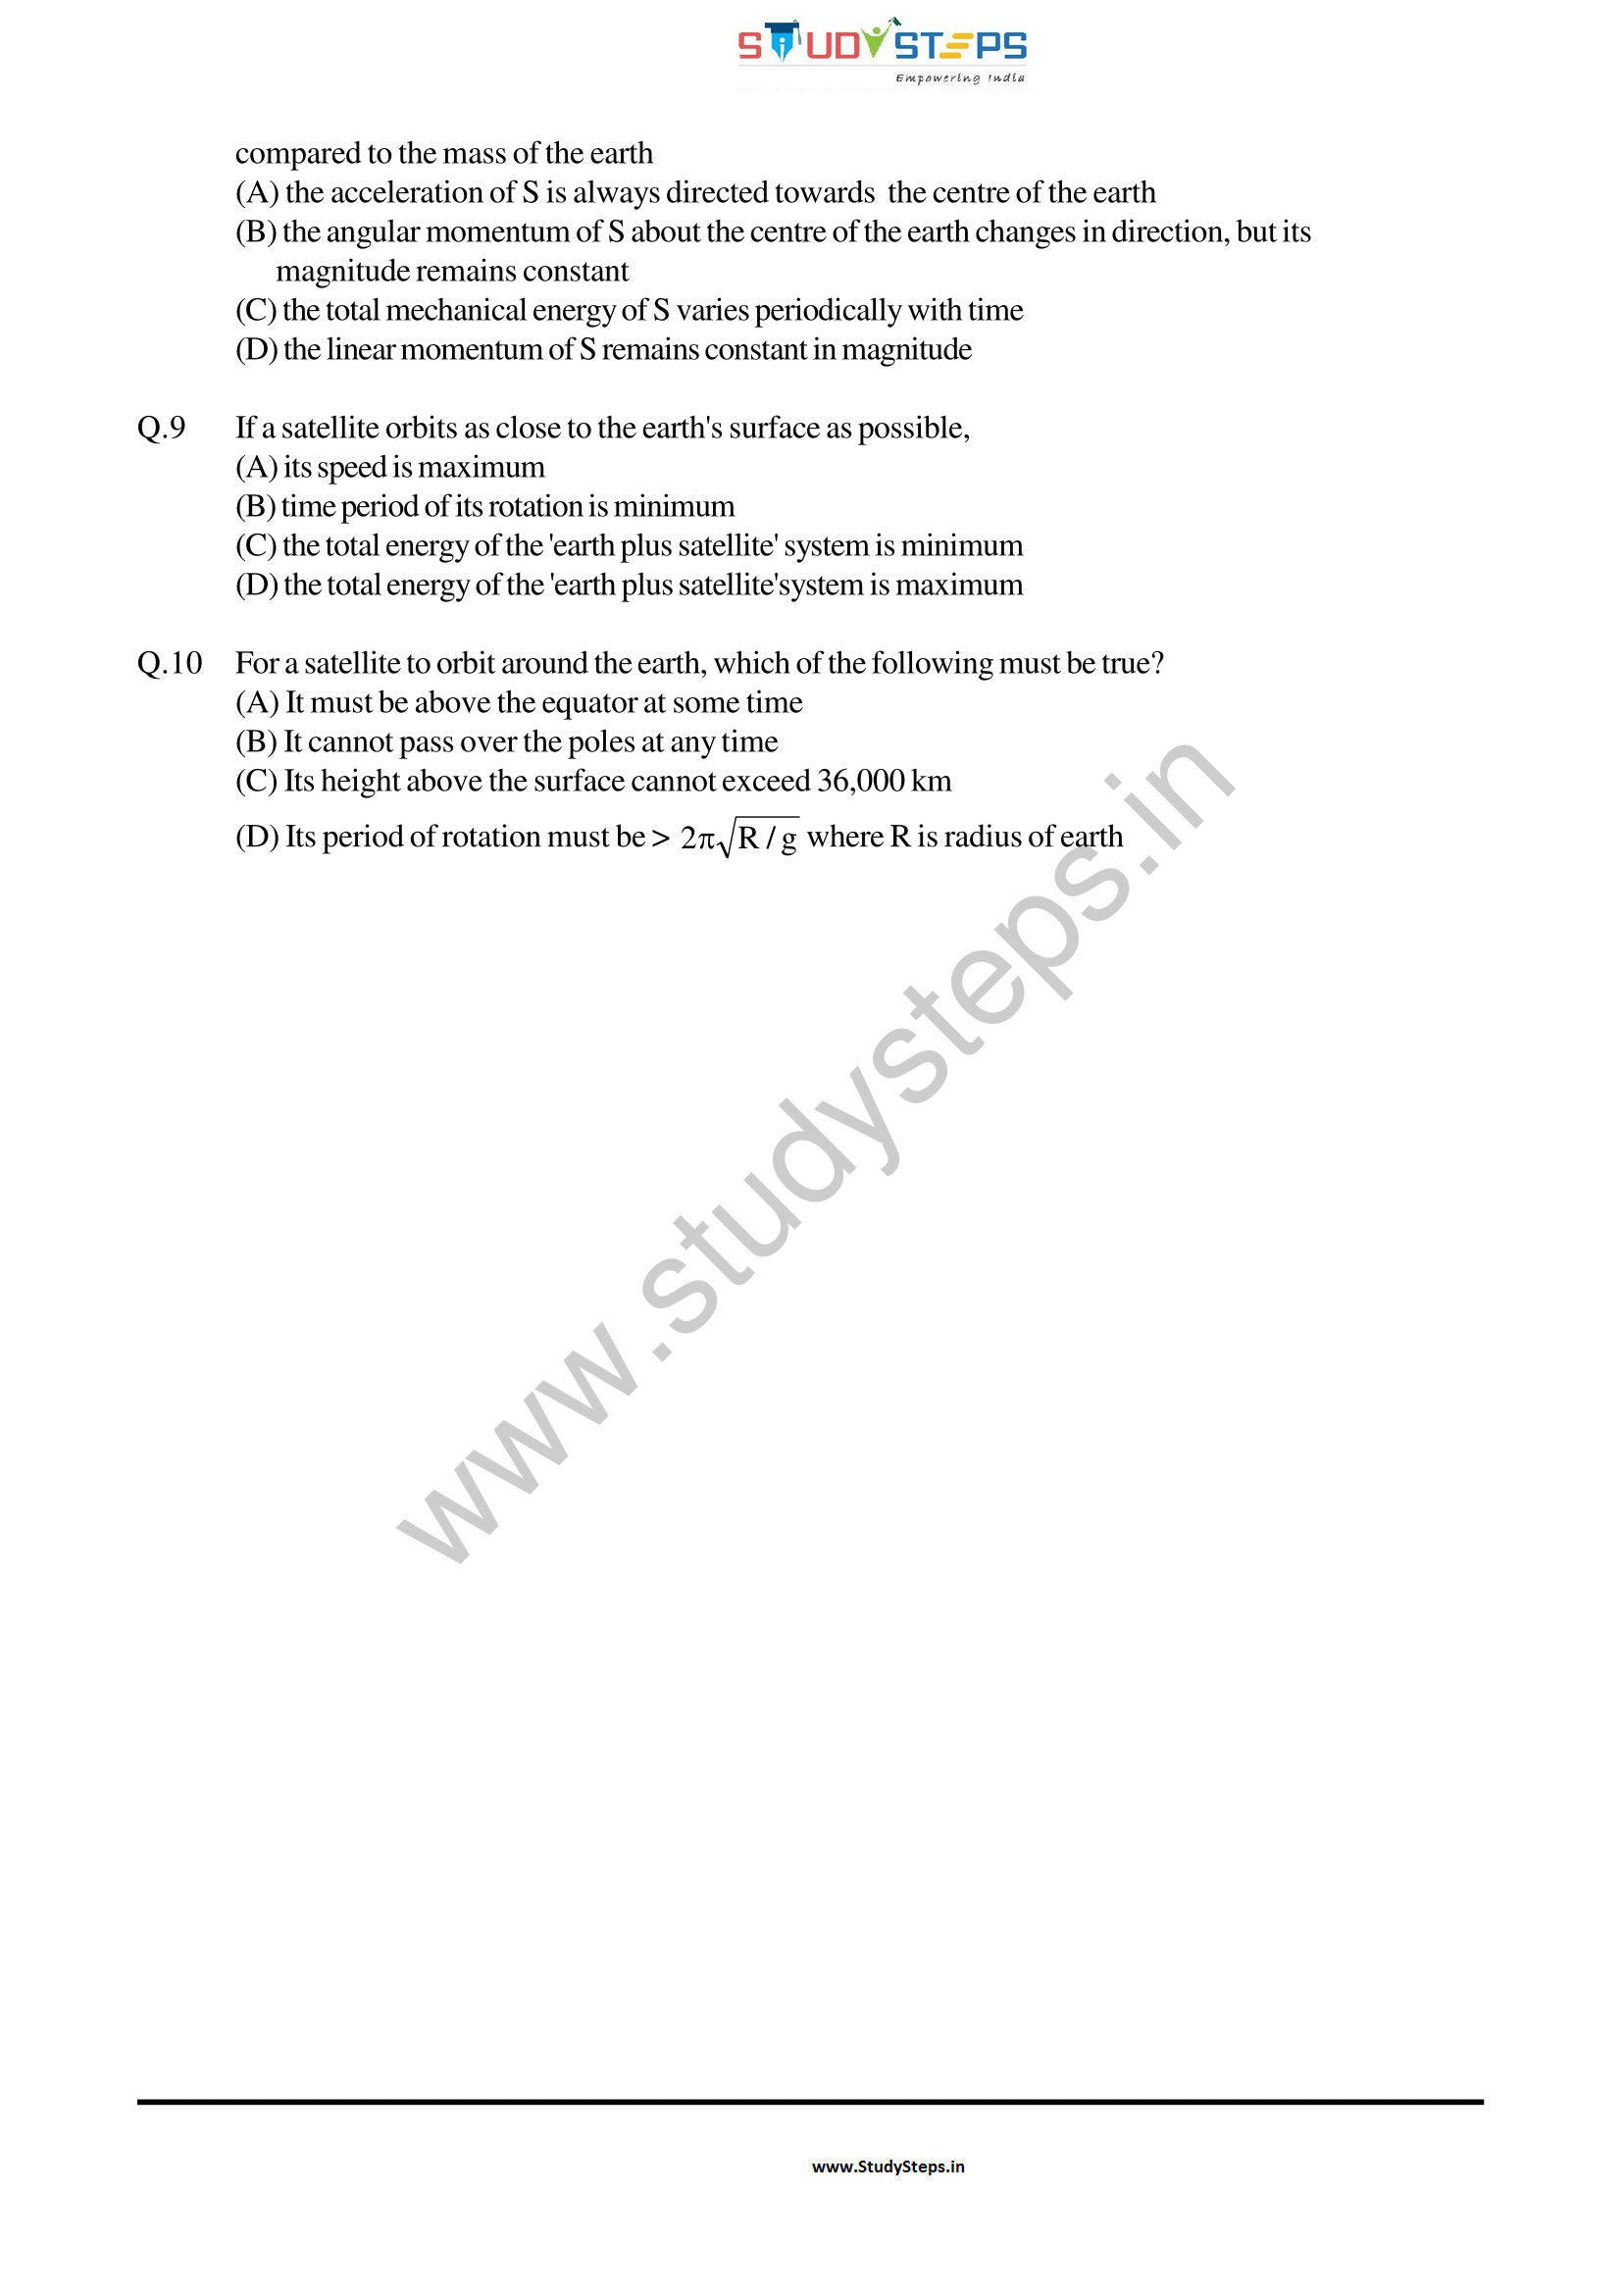 STUDYSTEPS
Empowering India
compared to the mass of the earth
(A) the acceleration of S is always directed towards the centre of the earth
(B) the angular momentum of S about the centre of the earth changes in direction, but its
magnitude remains constant
(C) the total mechanical energy of S varies periodically with time
(D) the linear momentum of S remains constant in magnitude
Q.9 If a satellite orbits as close to the earth's surface as possible,
(A) its speed is maximum
(B) time period of its rotation is minimum
(C) the total energy of the 'earth plus satellite' system is minimum
(D) the total energy of the 'earth plus satellite'system is maximum
Q.10 For a satellite to orbit around the earth, which of the following must be true?
(A) It must be above the equator at some time
(B) It cannot pass over the poles at any time
(C) Its height above the surface cannot exceed 36,000 km
(D) Its period of rotation must be > 2π√R / g where R is radius of earth
www.studysteps.in
www.StudySteps.in